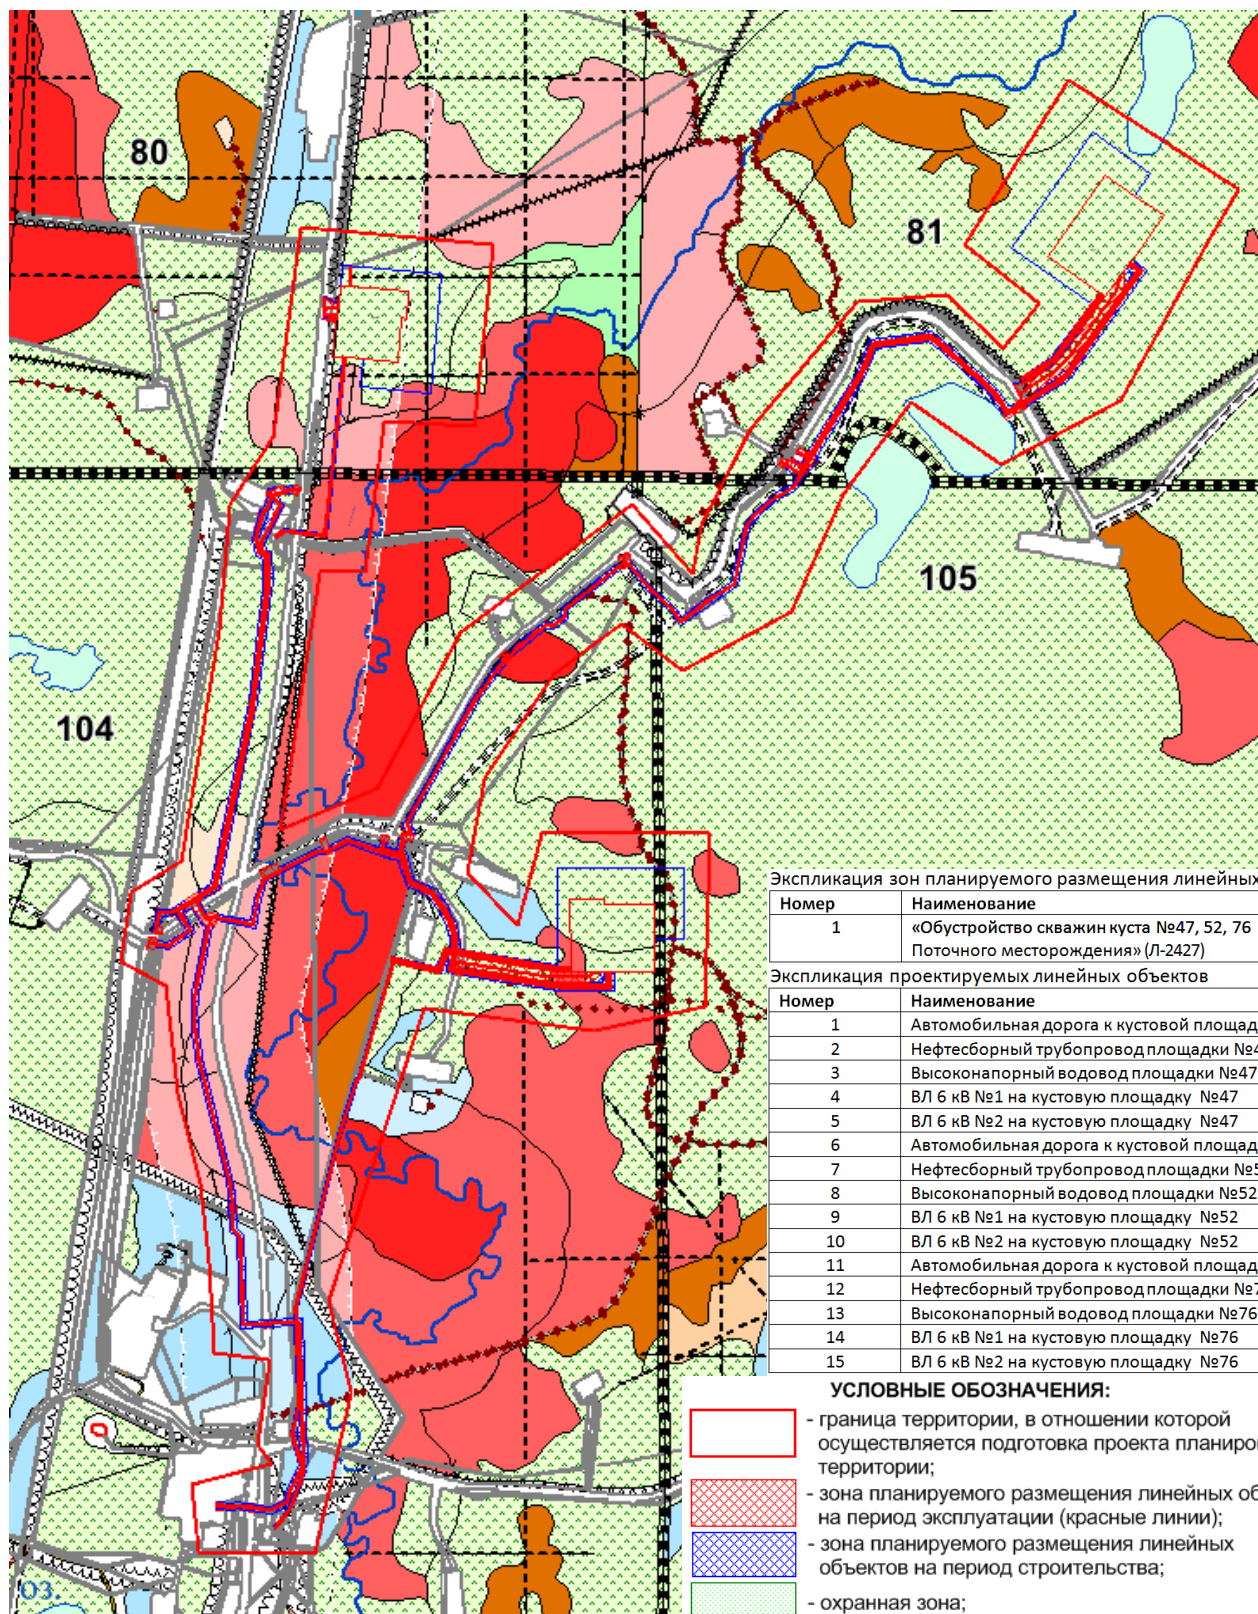 80
81
105
104
Экспликация зон планируемого размещения линейных
Номер Наименование
1 «Обустройство скважин куста №47, 52, 76
Поточного месторождения» (Л-2427)
Экспликация проектируемых линейных объектов
Номер Наименование
1 Автомобильная дорога к кустовой площад
2 Нефтесборный трубопровод площадки №4
3 Высоконапорный водовод площадки №47
4 ВЛ 6 кВ №1 на кустовую площадку №47
5 ВЛ 6 кВ №2 на кустовую площадку №47
6 Автомобильная дорога к кустовой площад
7 Нефтесборный трубопровод площадки №5
8 Высоконапорный водовод площадки №52
9 ВЛ 6 кВ №1 на кустовую площадку №52
10 ВЛ 6 кВ №2 на кустовую площадку №52
11 Автомобильная дорога к кустовой площад
12 Нефтесборный трубопровод площадки №7
13 Высоконапорный водовод площадки №76
14 ВЛ 6 кВ №1 на кустовую площадку №76
15 ВЛ 6 кВ №2 на кустовую площадку №76
УСЛОВНЫЕ ОБОЗНАЧЕНИЯ:
- граница территории, в отношении которой
осуществляется подготовка проекта планиро
территории;
- зона планируемого размещения линейных об
на период эксплуатации (красные линии);
- зона планируемого размещения линейных
объектов на период строительства;
- охранная зона;
оз.